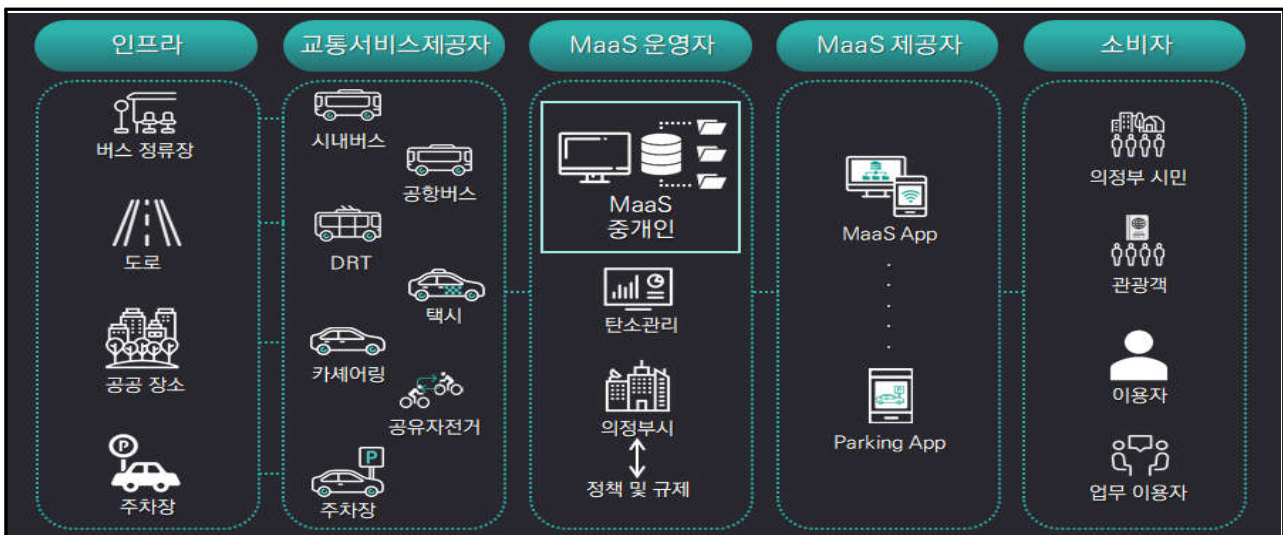 인프라
교통서비스제공자
MaaS 운영자
MaaS 제공자
소비자
버스 정류장
도로
공공 장소
P
주차장
시내버스
공항버스
DRT
택시
카셰어링
공유자전거
P
주차장
MaaS
중개인
탄소관리
의정부시
정책 및 규제
MaaS App
P
Parking App
의정부 시민
관광객
이용자
업무 이용자